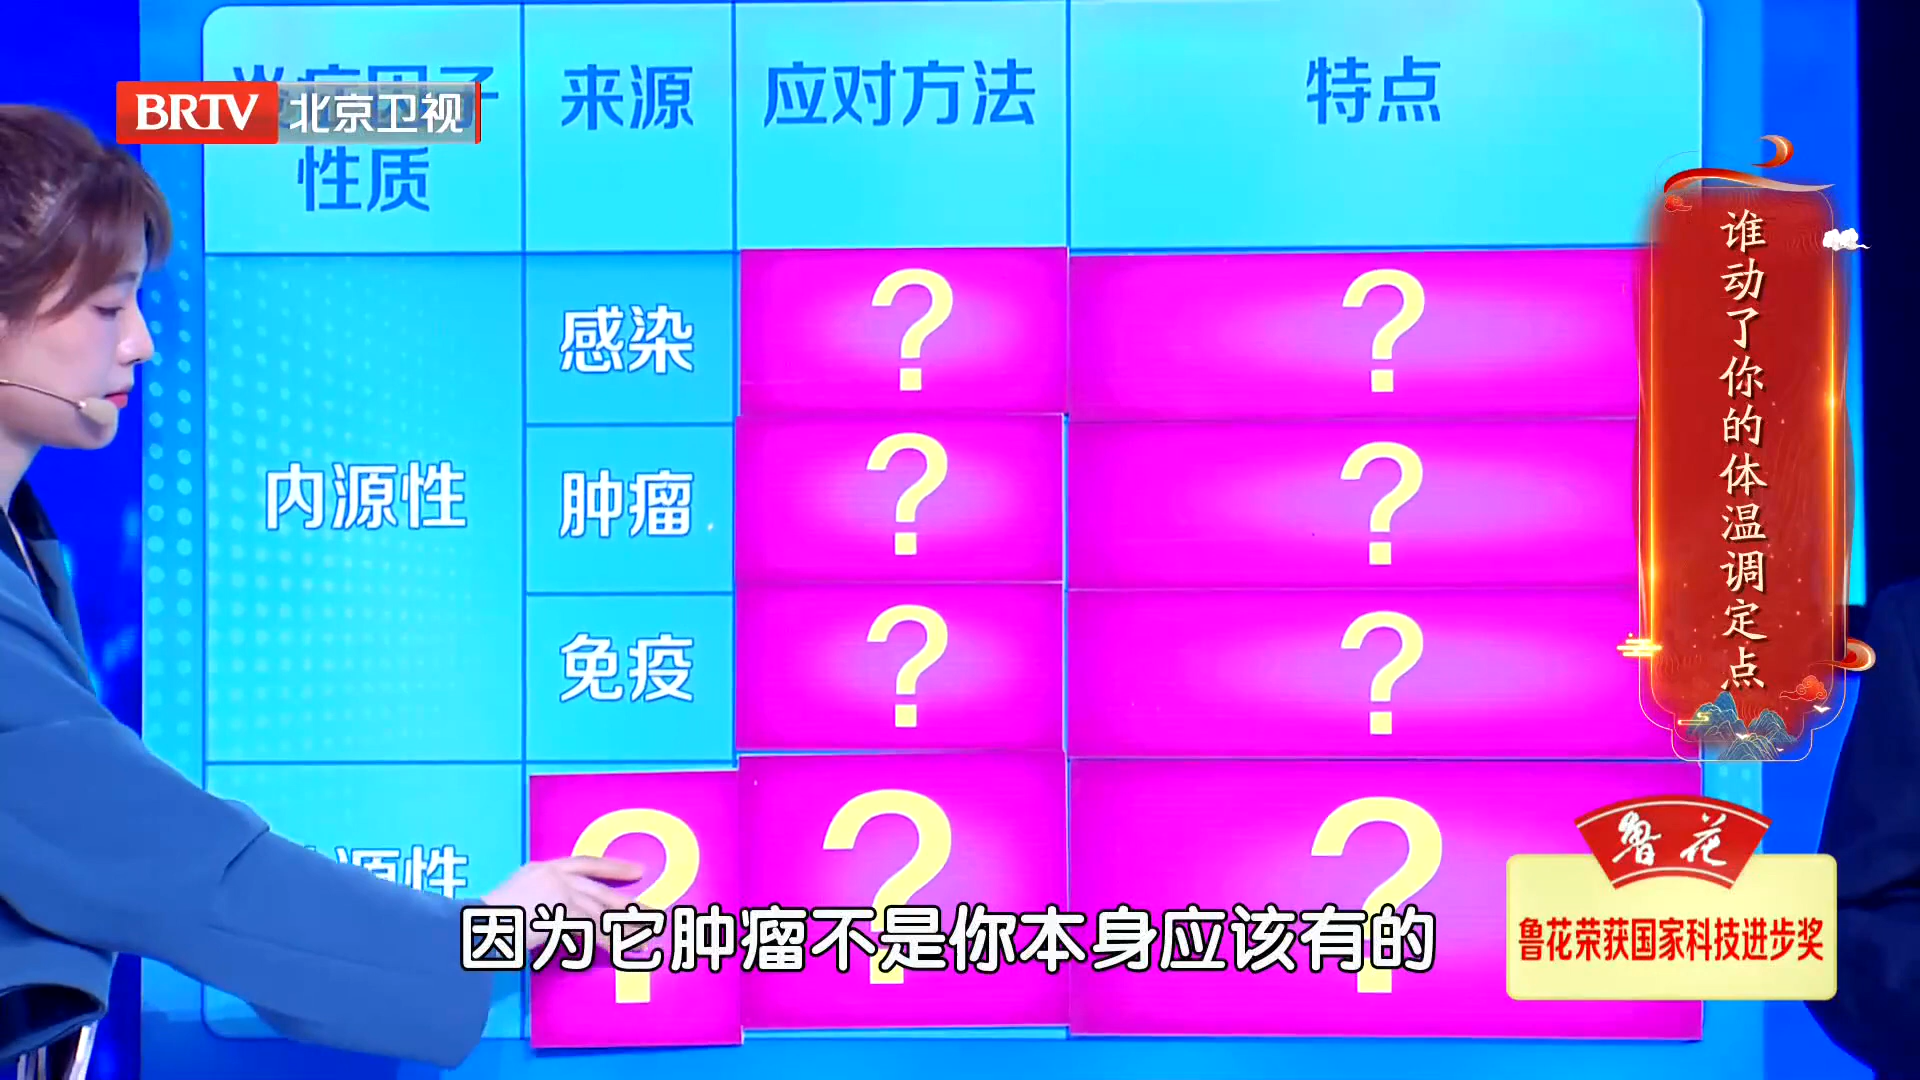 BRTV 北京卫视
性质
来源
应对方法
特点
内源性
感染
?
?
肿瘤
?
?
免疫
?
?
源性
?
?
?
谁动了你的体温调定点
鲁花
鲁花荣获国家科技进步奖
因为它肿瘤不是你本身应该有的